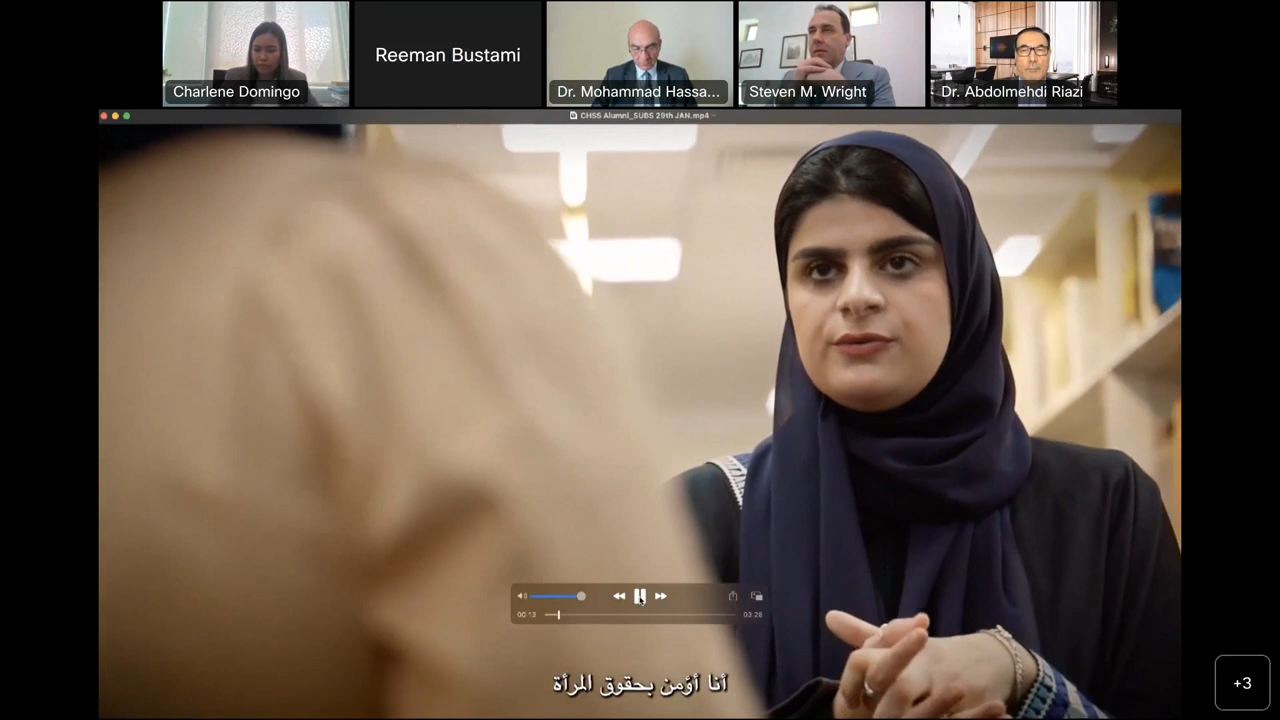 Charlene Domingo
Reeman Bustami
Dr. Mohammad Hassa...
Steven M. Wright
Dr. Abdolmehdi Riazi
CHSS Alumni_SUBS 29th JAN.mp4
00:13
03:28
أنا أؤمن بحقوق المرأة
+3